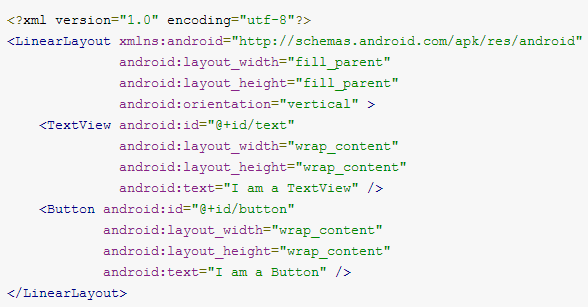 <?xml version="1.0" encoding="utf-8"?>
<LinearLayout xmlns:android="http://schemas.android.com/apk/res/android"
              android:layout_width="fill_parent"
              android:layout_height="fill_parent"
              android:orientation="vertical" >
    <TextView android:id="@+id/text"
              android:layout_width="wrap_content"
              android:layout_height="wrap_content"
              android:text="I am a TextView" />
    <Button android:id="@+id/button"
            android:layout_width="wrap_content"
            android:layout_height="wrap_content"
            android:text="I am a Button" />
</LinearLayout>